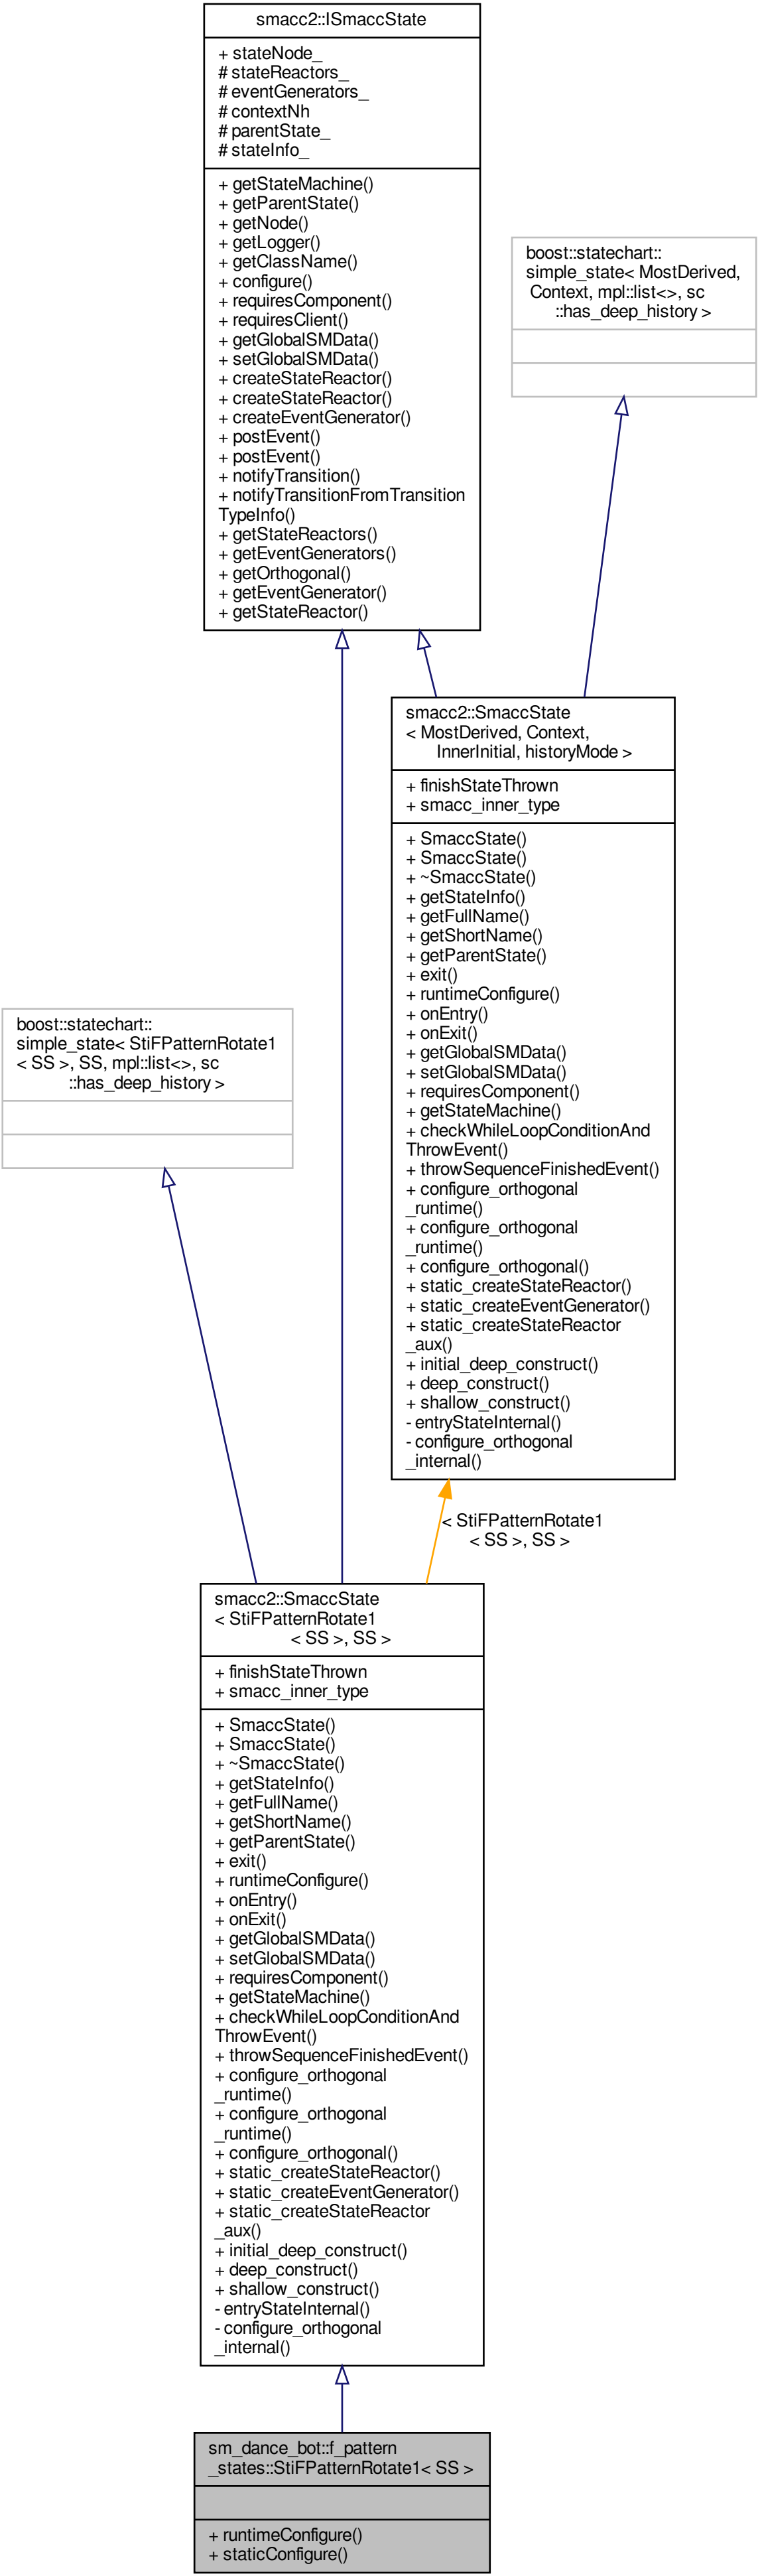 smacc2::ISmaccState
+ stateNode_
# stateReactors_
# eventGenerators_
# contextNh
# parentState_
# stateInfo_
+ getStateMachine()
+ getParentState()
+ getNode()
+ getLogger()
+ getClassName()
+ configure()
+ requiresComponent()
+ requiresClient()
+ getGlobalSMData()
+ setGlobalSMData()
+ createStateReactor()
+ createStateReactor()
+ createEventGenerator()
+ postEvent()
+ postEvent()
+ notifyTransition()
+ notifyTransitionFromTransition
TypeInfo()
+ getStateReactors()
+ getEventGenerators()
+ getOrthogonal()
+ getEventGenerator()
+ getStateReactor()
boost::statechart::
simple_state< MostDerived,
Context, mpl::list<>, sc
::has_deep_history >
smacc2::SmaccState
< MostDerived, Context,
InnerInitial, historyMode >
+ finishStateThrown
+ smacc_inner_type
+ SmaccState()
+ SmaccState()
+ ~SmaccState()
+ getStateInfo()
+ getFullName()
+ getShortName()
+ getParentState()
+ exit()
+ runtimeConfigure()
+ onEntry()
+ onExit()
+ getGlobalSMData()
+ setGlobalSMData()
+ requiresComponent()
+ getStateMachine()
+ checkWhileLoopConditionAnd
ThrowEvent()
+ throwSequenceFinishedEvent()
+ configure_orthogonal
_runtime()
+ configure_orthogonal
_runtime()
+ configure_orthogonal()
+ static_createStateReactor()
+ static_createEventGenerator()
+ static_createStateReactor
_aux()
+ initial_deep_construct()
+ deep_construct()
+ shallow_construct()
- entryStateInternal()
- configure_orthogonal
_internal()
boost::statechart::
simple_state< StiFPatternRotate1
< SS >, SS, mpl::list<>, sc
::has_deep_history >
< StiFPatternRotate1
< SS >, SS >
smacc2::SmaccState
< StiFPatternRotate1
< SS >, SS >
+ finishStateThrown
+ smacc_inner_type
+ SmaccState()
+ SmaccState()
+ ~SmaccState()
+ getStateInfo()
+ getFullName()
+ getShortName()
+ getParentState()
+ exit()
+ runtimeConfigure()
+ onEntry()
+ onExit()
+ getGlobalSMData()
+ setGlobalSMData()
+ requiresComponent()
+ getStateMachine()
+ checkWhileLoopConditionAnd
ThrowEvent()
+ throwSequenceFinishedEvent()
+ configure_orthogonal
_runtime()
+ configure_orthogonal
_runtime()
+ configure_orthogonal()
+ static_createStateReactor()
+ static_createEventGenerator()
+ static_createStateReactor
_aux()
+ initial_deep_construct()
+ deep_construct()
+ shallow_construct()
- entryStateInternal()
- configure_orthogonal
_internal()
sm_dance_bot::f_pattern
_states::StiFPatternRotate1< SS >
+ runtimeConfigure()
+ staticConfigure()